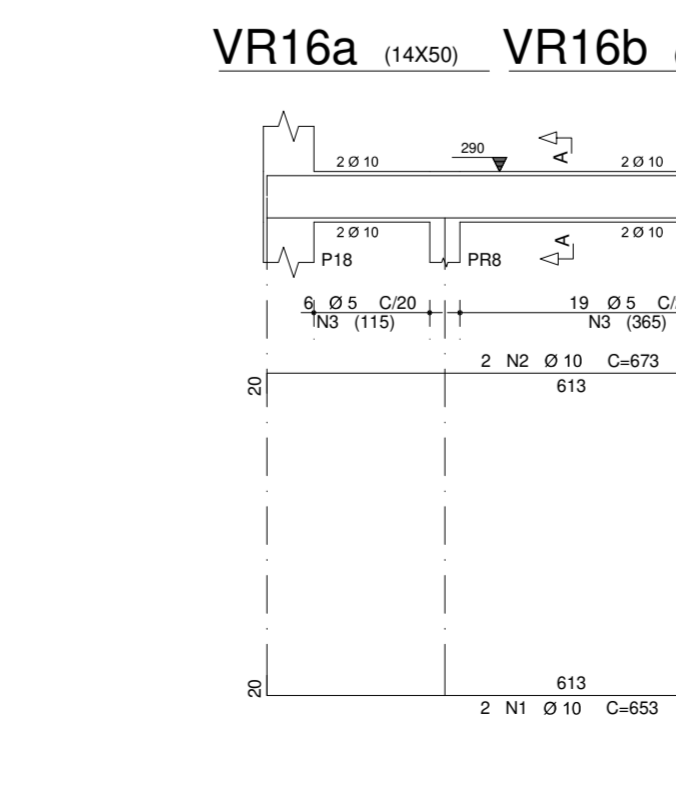 VR16a (14X50) VR16b
290
2 Ø 10 2 Ø 10
A
2 Ø 10 2 Ø 10
A
P18 PR8
6 Ø 5 C/20 19 Ø 5
N3 (115) N3 (365)
2 N2 Ø 10 C=673
20 613
20 613
2 N1 Ø 10 C=653